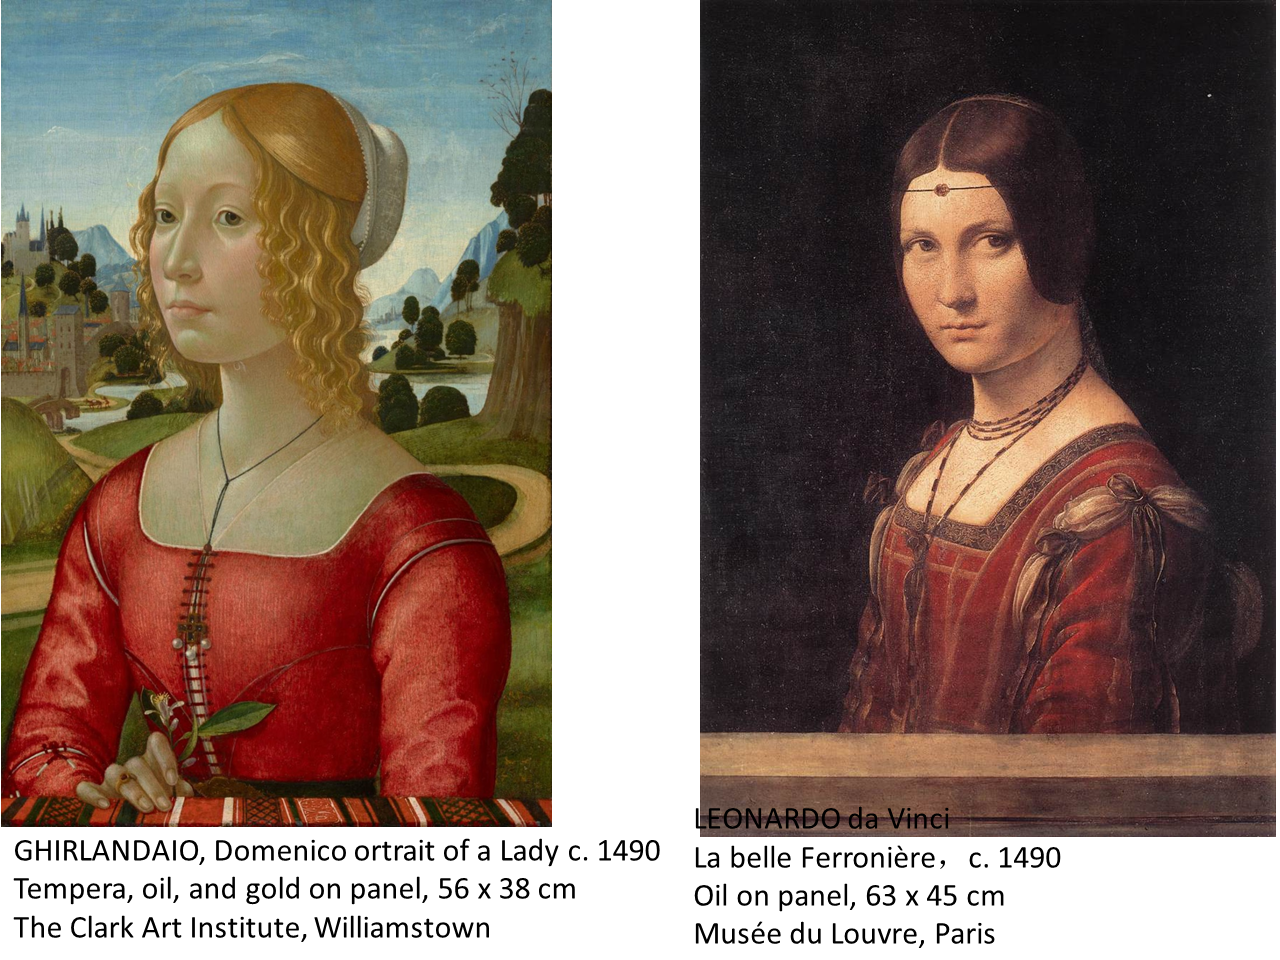 GHIRLANDAIO, Domenico ortrait of a Lady c. 1490
Tempera, oil, and gold on panel, 56 x 38 cm
The Clark Art Institute, Williamstown
LEONARDO da Vinci
La belle Ferronière，c. 1490
Oil on panel, 63 x 45 cm
Musée du Louvre, Paris